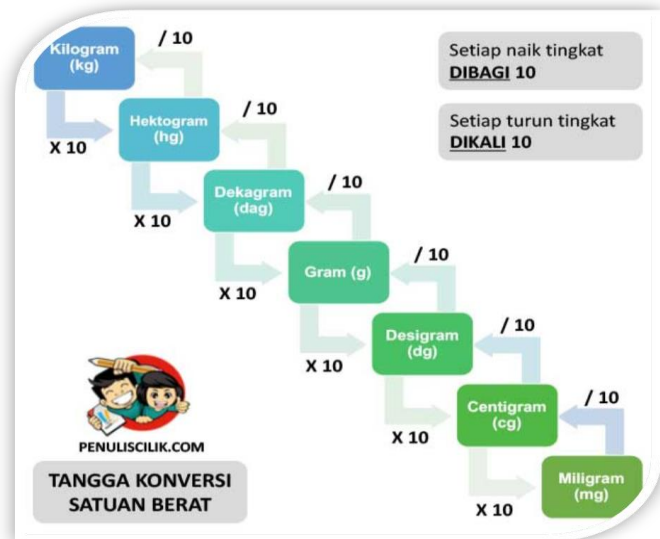 Kilogram
(kg)
/ 10
Setiap naik tingkat
DIBAGI 10
X 10
Hektogram
(hg)
/ 10
Setiap turun tingkat
DIKALI 10
X 10
Dekagram
(dag)
/ 10
X 10
Gram (g)
/ 10
X 10
Desigram
(dg)
/ 10
X 10
Centigram
(cg)
/ 10
X 10
Miligram
(mg)
PENULISCILIK.COM
TANGGA KONVERSI
SATUAN BERAT